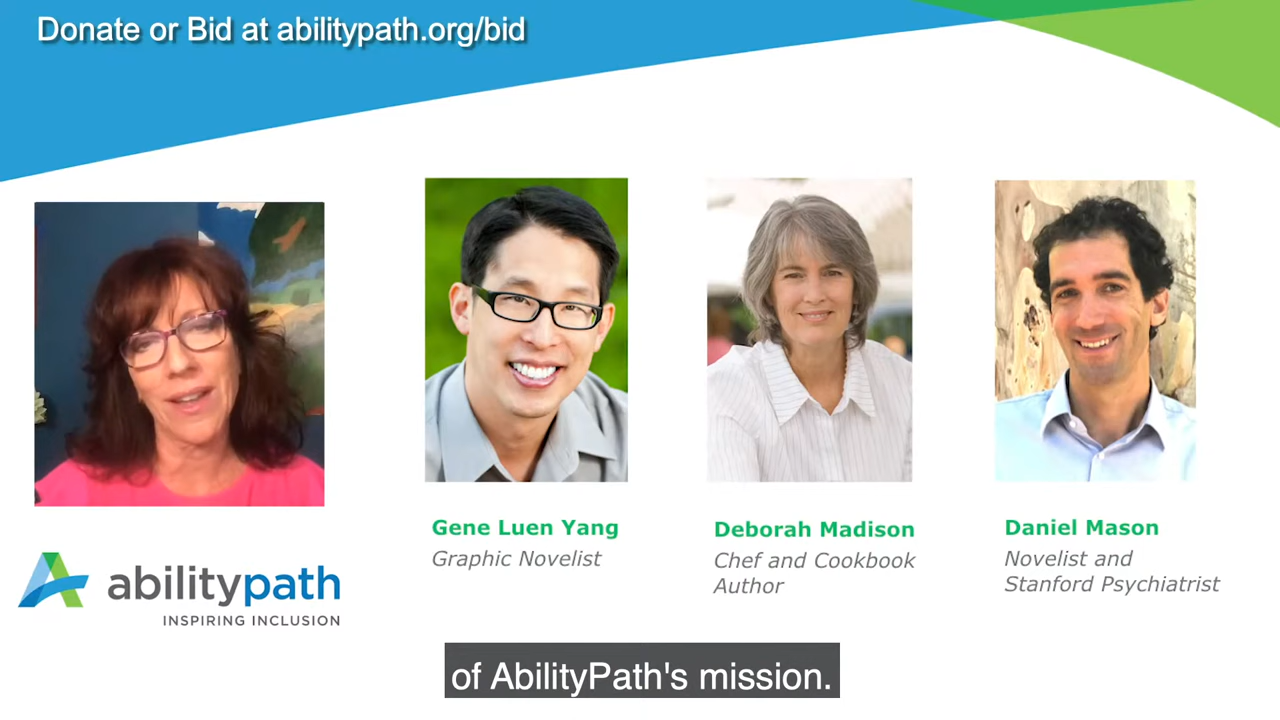 Donate or Bid at abilitypath.org/bid
Gene Luen Yang
Graphic Novelist
Deborah Madison
Chef and Cookbook
Author
Daniel Mason
Novelist and
Stanford Psychiatrist
abilitypath
INSPIRING INCLUSION
of AbilityPath's mission.